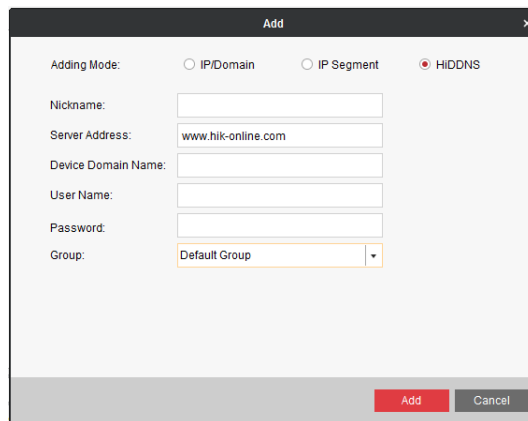 Add
Adding Mode: IP/Domain IP Segment HiDDNS
Nickname:
Server Address: www.hik-online.com
Device Domain Name:
User Name:
Password:
Group: Default Group
Add Cancel